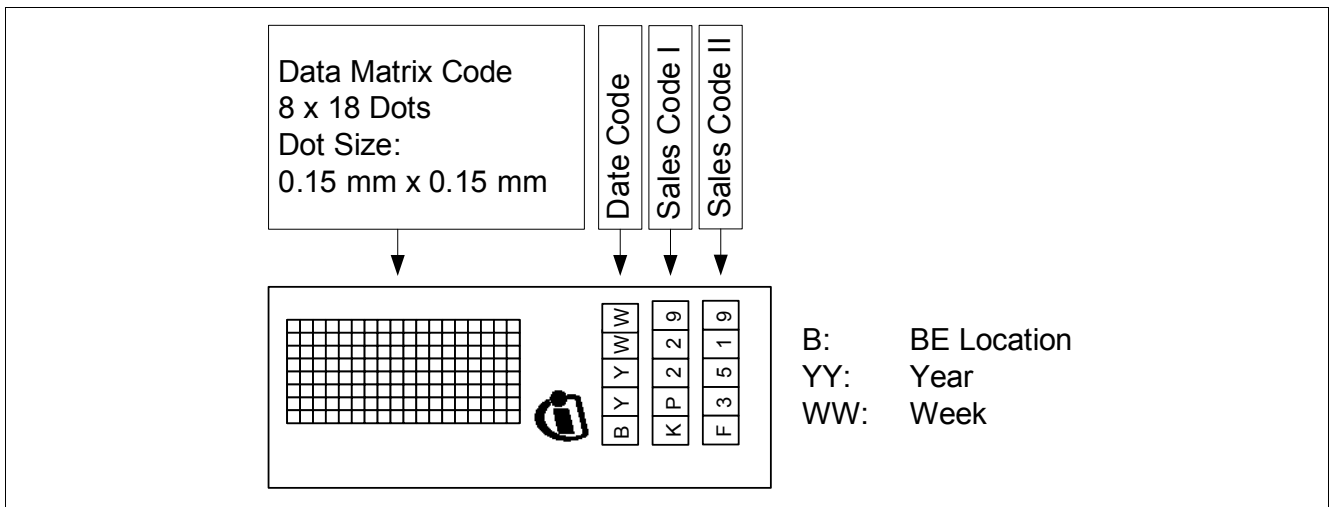 Data Matrix Code
8 x 18 Dots
Dot Size:
0.15 mm x 0.15 mm
Date Code
Sales Code I
Sales Code II
B Y Y W W
K P 2 2 9
F 3 5 1 9
B: BE Location
YY: Year
WW: Week